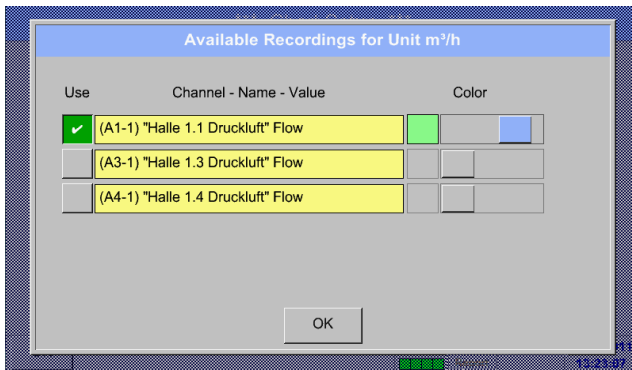 Available Recordings for Unit m³/h
Use Channel - Name - Value Color
(A1-1) "Halle 1.1 Druckluft" Flow
(A3-1) "Halle 1.3 Druckluft" Flow
(A4-1) "Halle 1.4 Druckluft" Flow
OK
13:23:07